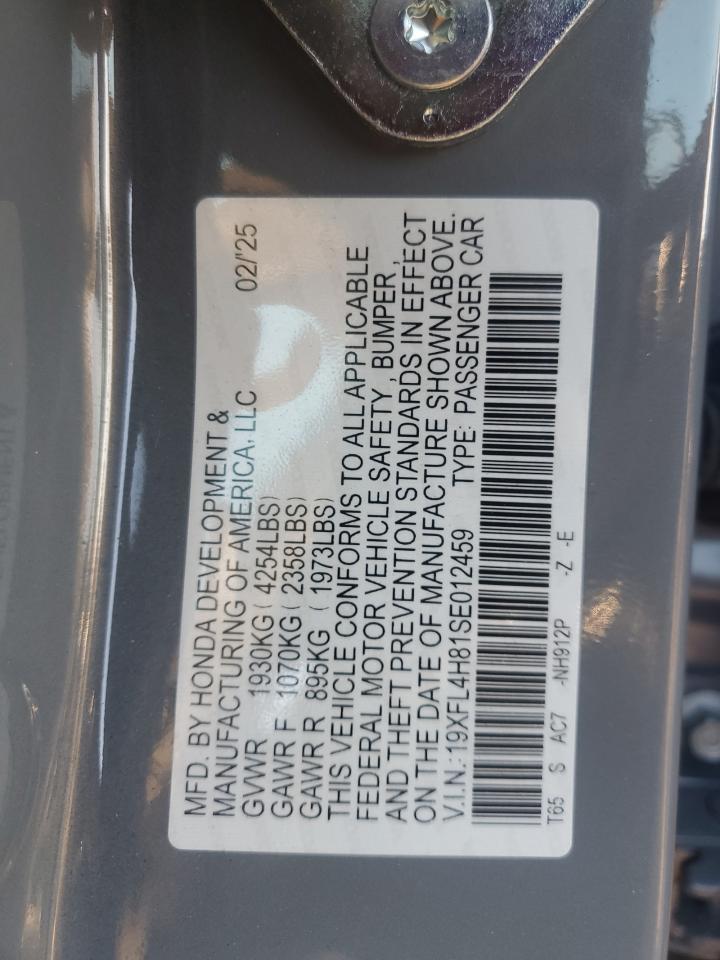 MFD. BY HONDA DEVELOPMENT &
MANUFACTURING OF AMERICA, LLC 02/'25
GVWR 1930KG ( 4254LBS)
GAWR F 1070KG ( 2358LBS)
GAWR R 895KG ( 1973LBS)
THIS VEHICLE CONFORMS TO ALL APPLICABLE
FEDERAL MOTOR VEHICLE SAFETY, BUMPER,
AND THEFT PREVENTION STANDARDS IN EFFECT
ON THE DATE OF MANUFACTURE SHOWN ABOVE.
V.I.N.:19XFL4H81SE012459 TYPE: PASSENGER CAR
T65 S AC7 -NH912P -Z -E